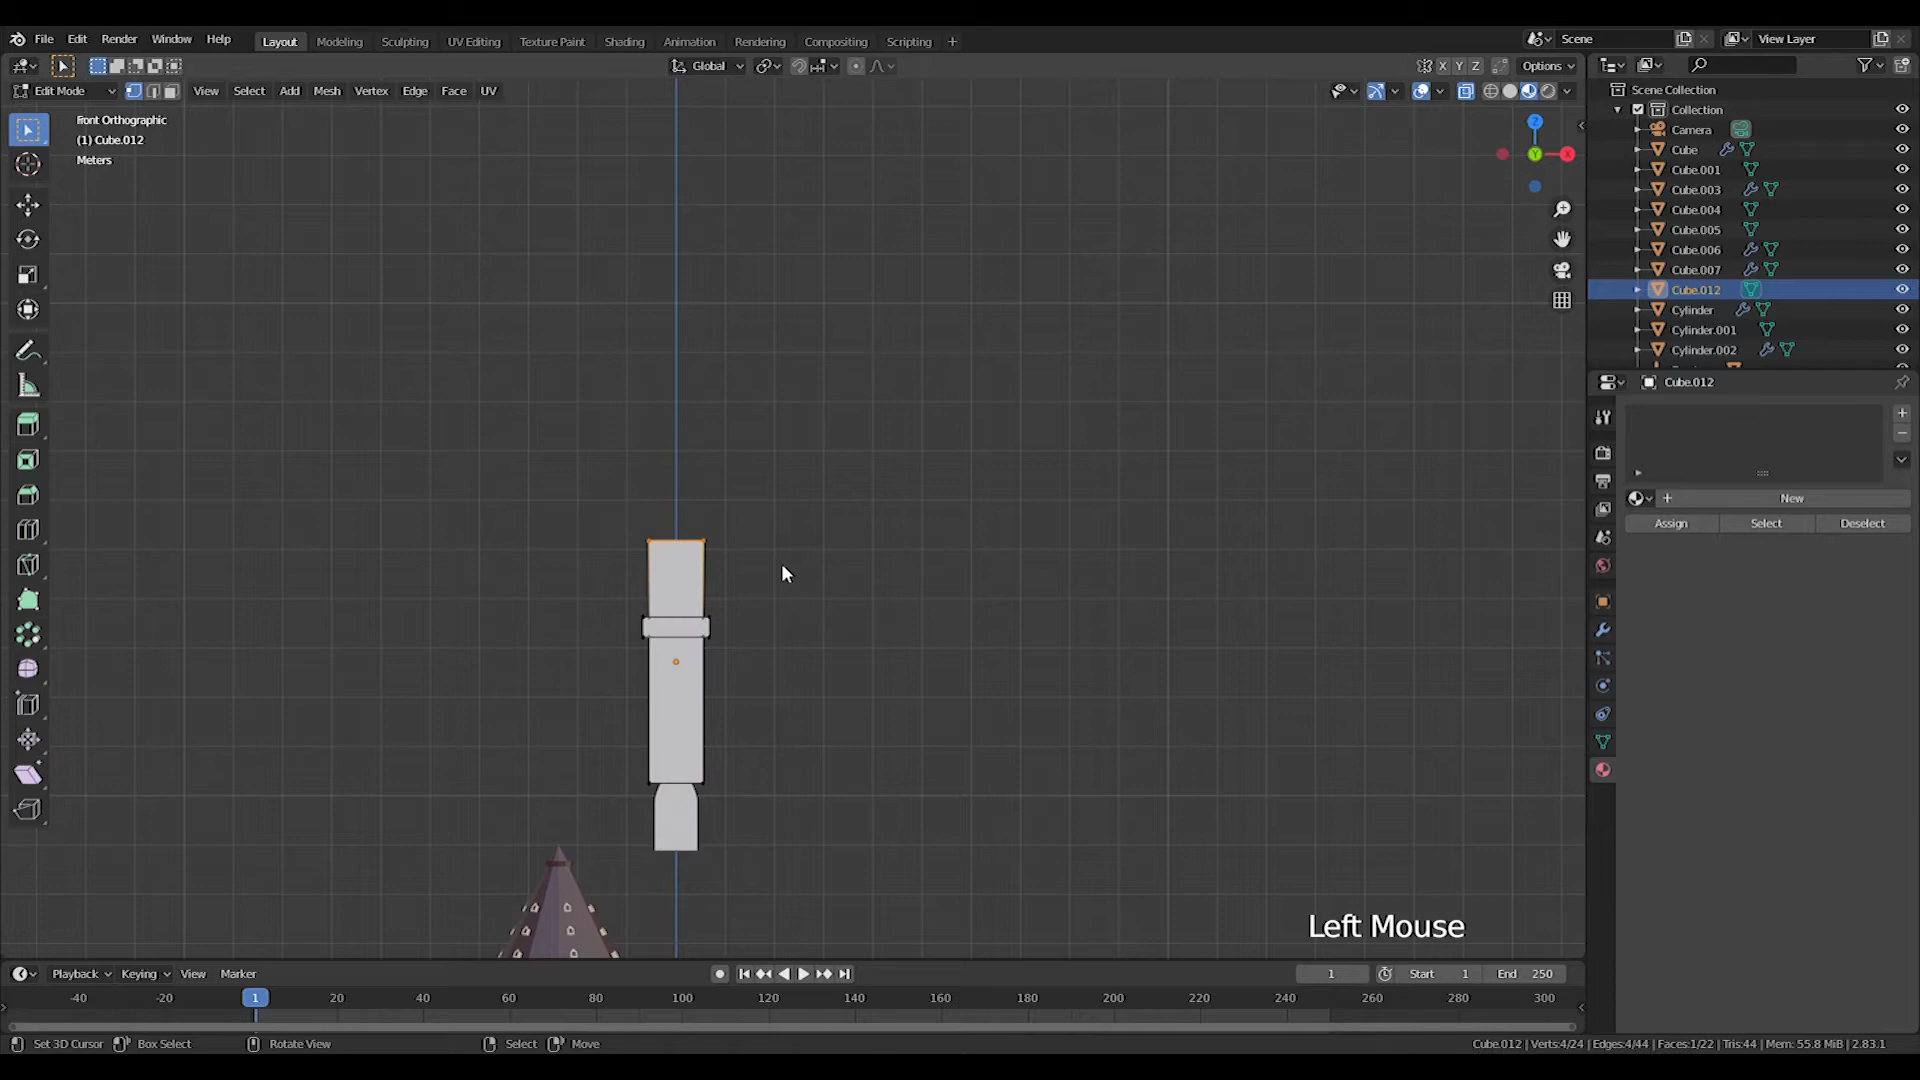 File Edit Render Window Help Layout Modeling Sculpting UV Editing Texture Paint Shading Animation Rendering Compositing Scripting + Scene View Layer
Global X Y Z Options
Edit Mode View Select Add Mesh Vertex Edge Face UV
Front Orthographic
(1) Cube.012
Meters
Z
Y X
Scene Collection
Collection
Camera
Cube
Cube.001
Cube.003
Cube.004
Cube.005
Cube.006
Cube.007
Cube.012
Cylinder
Cylinder.001
Cylinder.002
Cube.012
New
Assign Select Deselect
Left Mouse
Playback Keying View Marker 1 Start 1 End 250
-40 -20 1 20 40 60 80 100 120 140 160 180 200 220 240 260 280 300
Set 3D Cursor Box Select Rotate View Select Move Cube.012 | Verts:4/24 | Edges:4/44 | Faces:1/22 | Tris:44 | Mem: 55.8 MiB | 2.83.1